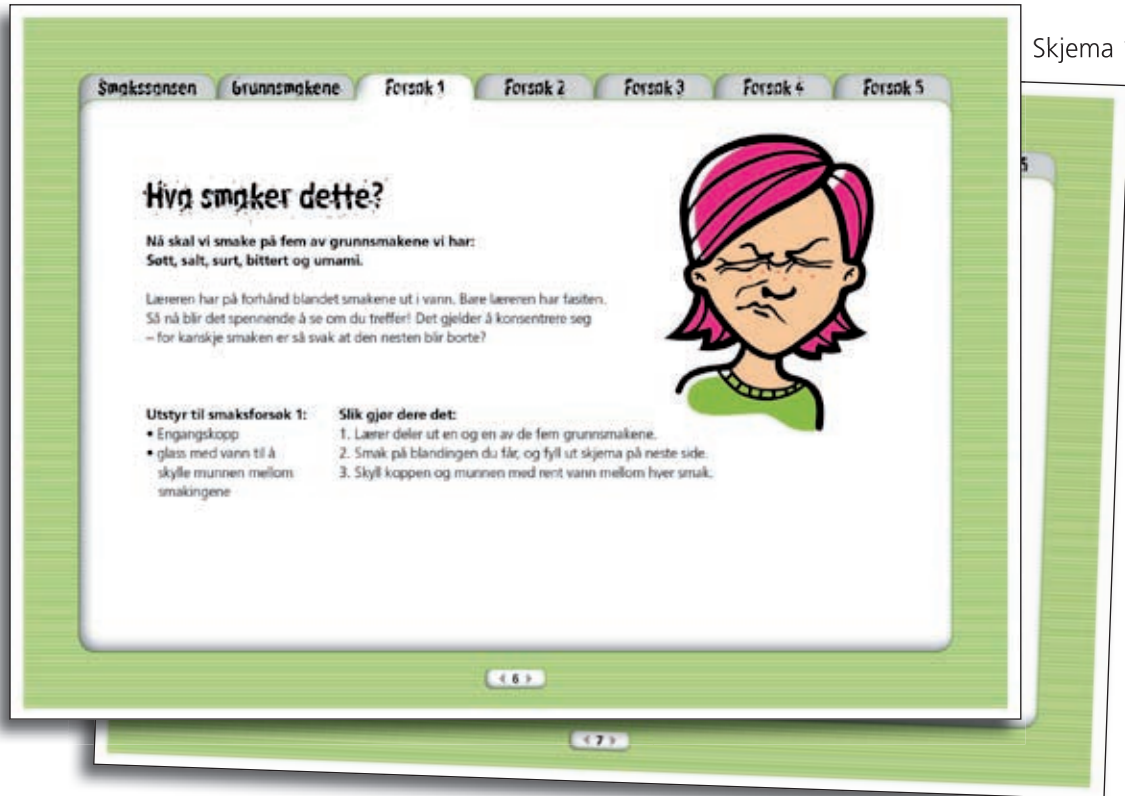 Skjema 1
Smakssansen Grunnsmakene Forsøk 1 Forsøk 2 Forsøk 3 Forsøk 4 Forsøk 5
Hva smaker dette?
Nå skal vi smake på fem av grunnsmakene vi har:
Søtt, salt, surt, bittert og umami.
Læreren har på forhånd blandet smakene ut i vann. Bare læreren har fasiten.
Så nå blir det spennende å se om du treffer! Det gjelder å konsentrere seg
– for kanskje smaken er så svak at den nesten blir borte?
Utstyr til smaksforsøk 1:
• Engangskopp
• glass med vann til å
skylle munnen mellom
smakingene
Slik gjør dere det:
1. Lærer deler ut en og en av de fem grunnsmakene.
2. Smak på blandingen du får, og fyll ut skjema på neste side.
3. Skyll koppen og munnen med rent vann mellom hver smak.
6
5
7